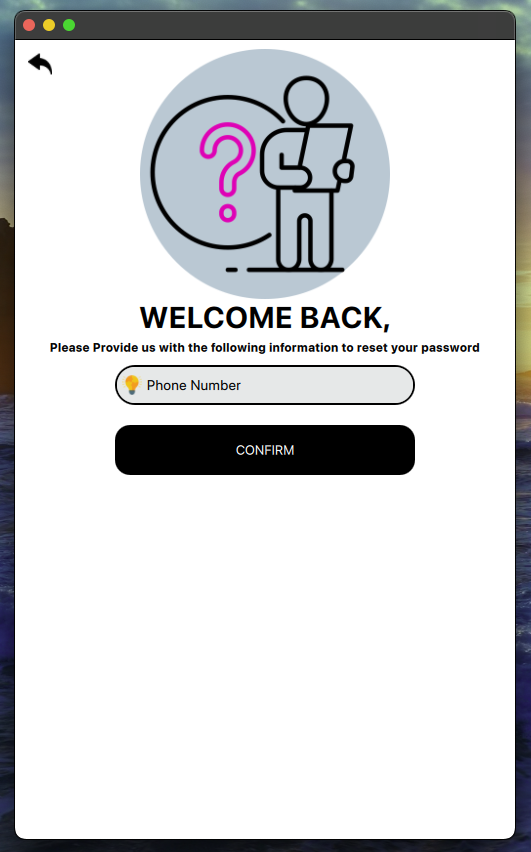 WELCOME BACK,
Please Provide us with the following information to reset your password
Phone Number
CONFIRM